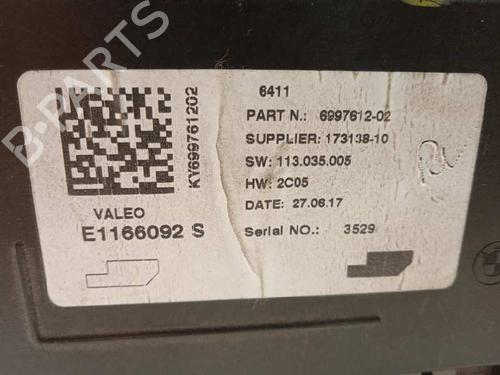 B-PARTS
KY699761202
VALEO
E1166092 S
6411
PART N.: 6997612-02
SUPPLIER: 173138-10
SW: 113.035.005
HW: 2C05
DATE: 27.06.17
Serial NO.: 3529